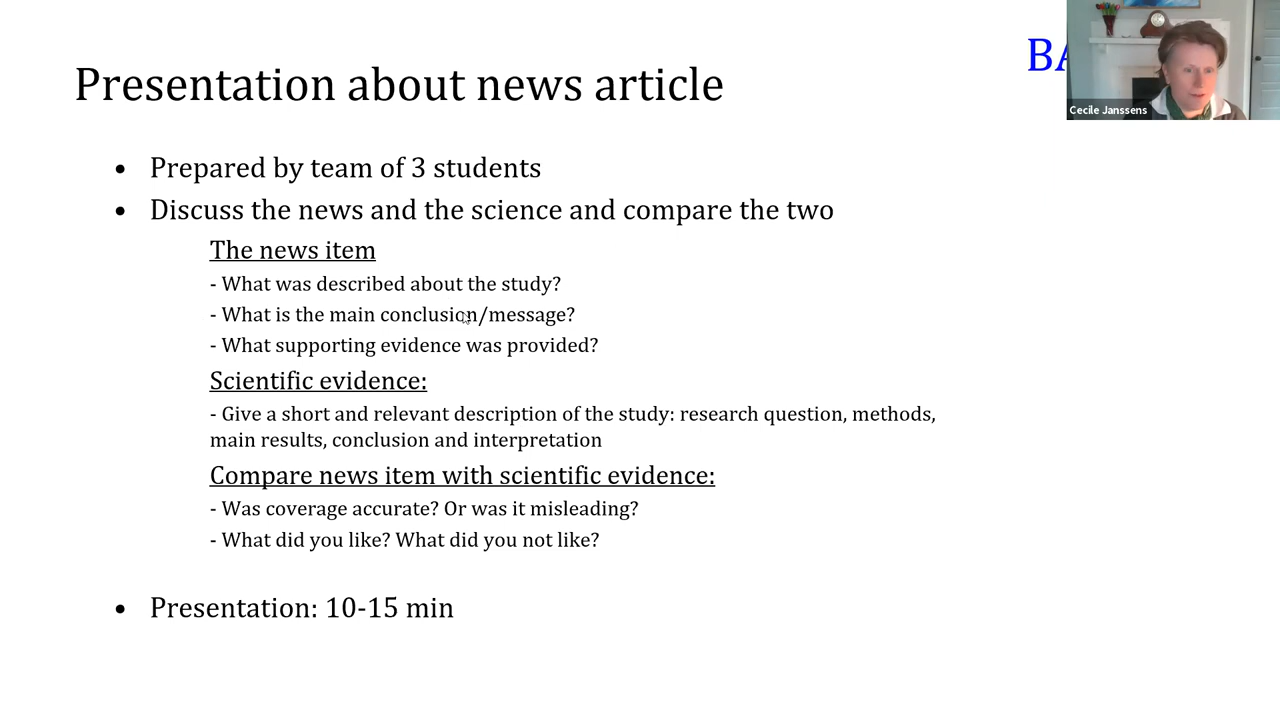 Presentation about news article
BA
Cecile Janssens
• Prepared by team of 3 students
• Discuss the news and the science and compare the two
The news item
- What was described about the study?
- What is the main conclusion/message?
- What supporting evidence was provided?
Scientific evidence:
- Give a short and relevant description of the study: research question, methods,
main results, conclusion and interpretation
Compare news item with scientific evidence:
- Was coverage accurate? Or was it misleading?
- What did you like? What did you not like?
• Presentation: 10-15 min